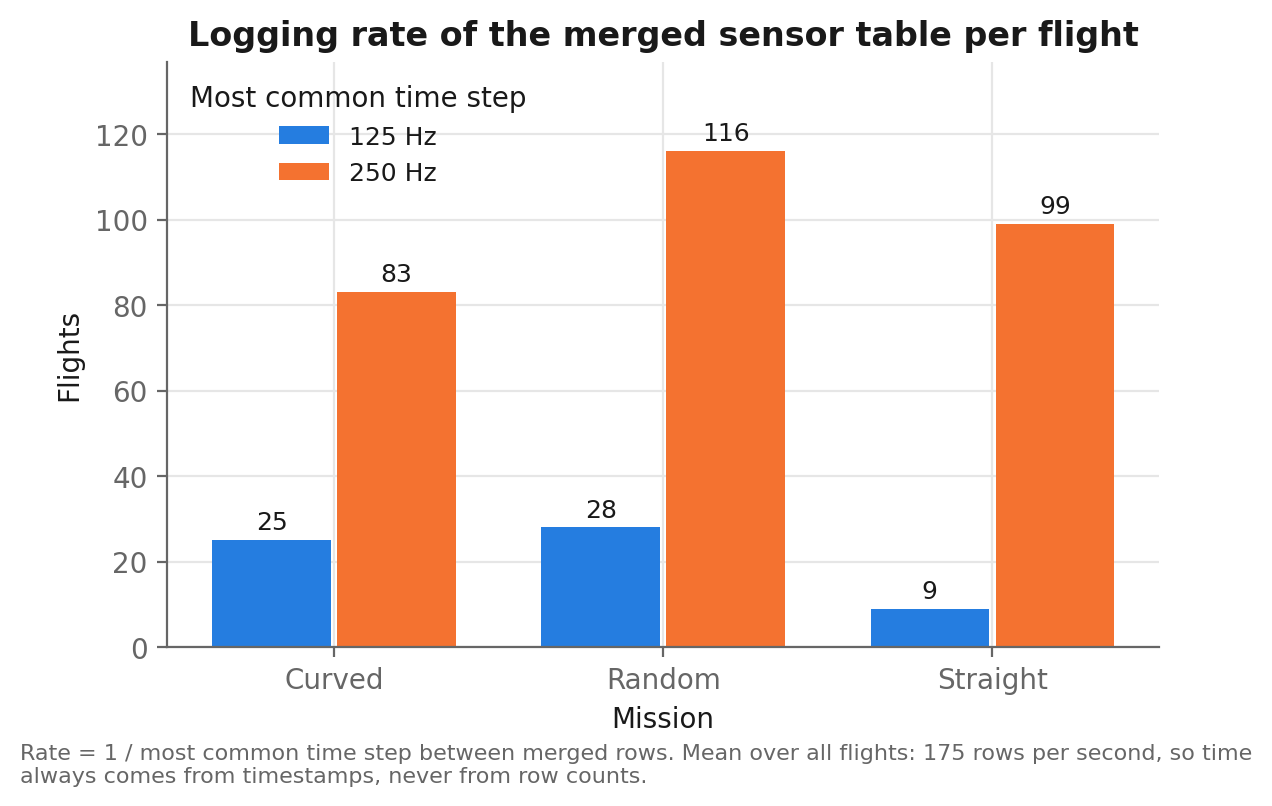 Logging rate of the merged sensor table per flight
Most common time step
125 Hz
250 Hz
Flights
120
100
80
60
40
20
0
25
83
28
116
9
99
Curved
Random
Straight
Mission
Rate = 1 / most common time step between merged rows. Mean over all flights: 175 rows per second, so time
always comes from timestamps, never from row counts.